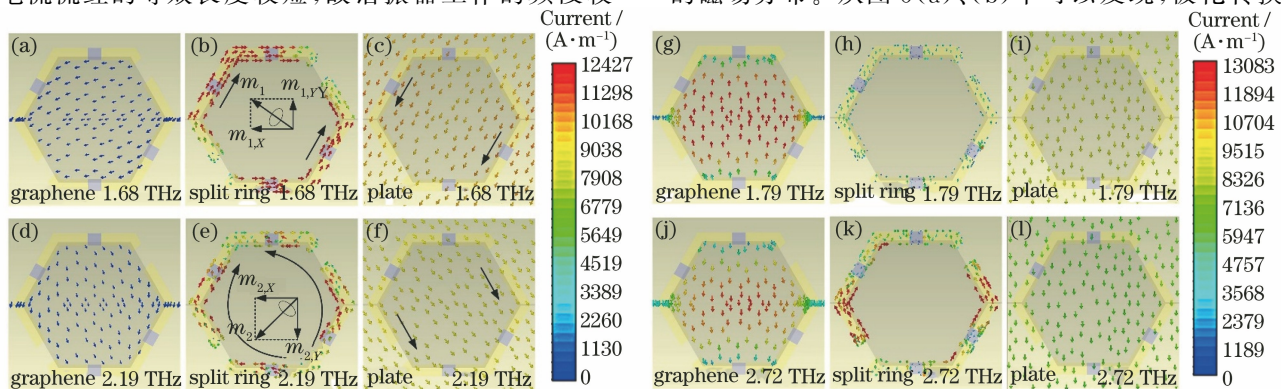 (a)
graphene 1.68 THz
(b)
m₁
m₁,Y
m₁,X
split ring 1.68 THz
(c)
plate 1.68 THz
(d)
graphene 2.19 THz
(e)
m₂,X
m₂
m₂,Y
split ring 2.19 THz
(f)
plate 2.19 THz
Current /
(A·m⁻¹)
12427
11298
10168
9038
7908
6779
5649
4519
3389
2260
1130
0
(g)
graphene 1.79 THz
(h)
split ring 1.79 THz
(i)
plate 1.79 THz
(j)
graphene 2.72 THz
(k)
split ring 2.72 THz
(l)
plate 2.72 THz
Current /
(A·m⁻¹)
13083
11894
10704
9515
8326
7136
5947
4757
3568
2379
1189
0